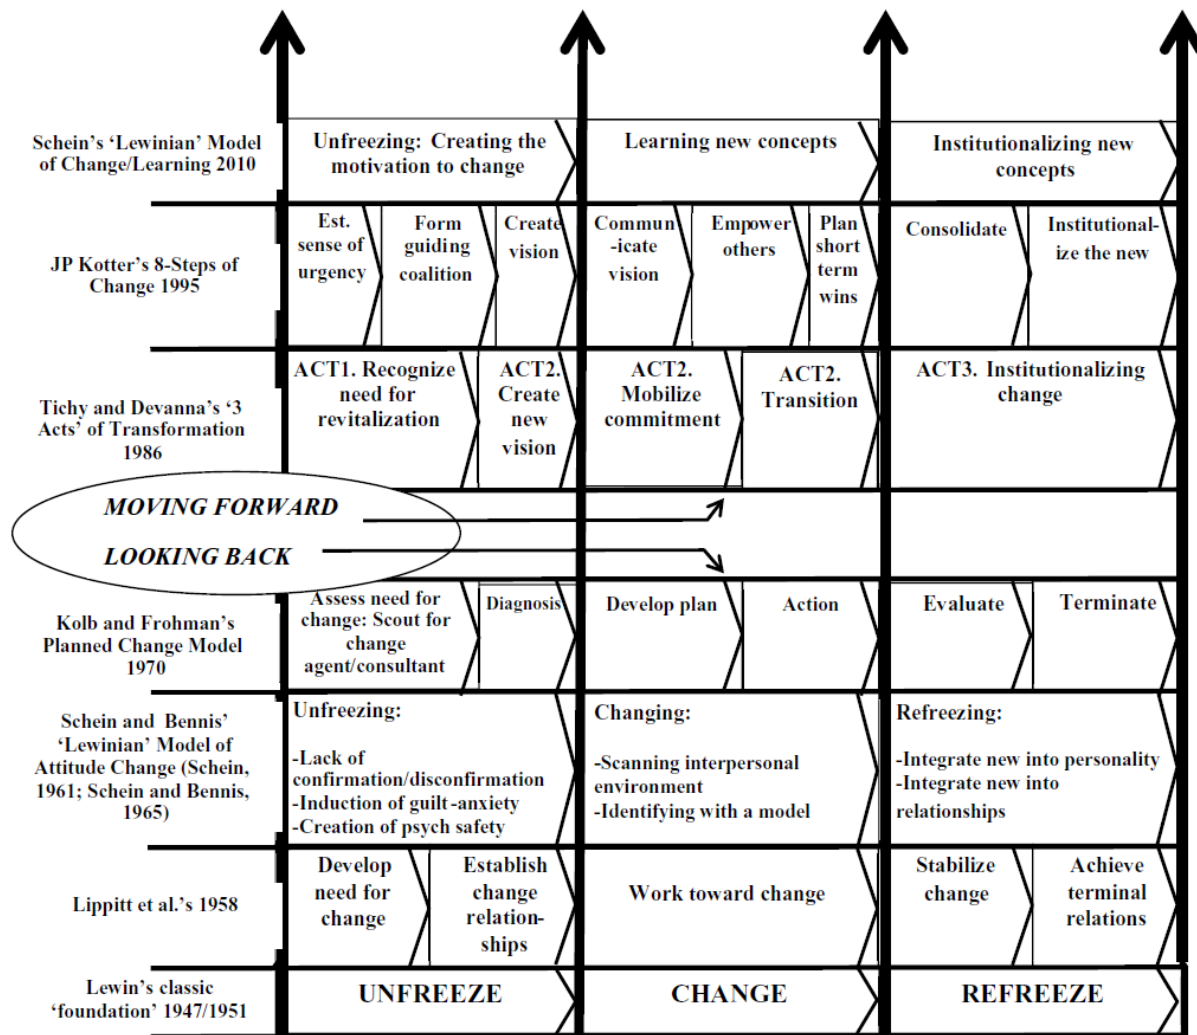 Schein's 'Lewinian' Model
of Change/Learning 2010
Unfreezing: Creating the
motivation to change
Learning new concepts
Institutionalizing new
concepts
JP Kotter's 8-Steps of
Change 1995
Est.
sense of
urgency
Form
guiding
coalition
Create
vision
Commun
-icate
vision
Empower
others
Plan
short
term
wins
Consolidate
Institutional-
ize the new
Tichy and Devanna's '3
Acts' of Transformation
1986
ACT1. Recognize
need for
revitalization
ACT2.
Create
new
vision
ACT2.
Mobilize
commitment
ACT2.
Transition
ACT3. Institutionalizing
change
MOVING FORWARD
LOOKING BACK
Kolb and Frohman's
Planned Change Model
1970
Assess need for
change: Scout for
change
agent/consultant
Diagnosis
Develop plan
Action
Evaluate
Terminate
Schein and Bennis'
'Lewinian' Model of
Attitude Change (Schein,
1961; Schein and Bennis,
1965)
Unfreezing:
-Lack of
confirmation/disconfirmation
-Induction of guilt-anxiety
-Creation of psych safety
Changing:
-Scanning interpersonal
environment
-Identifying with a model
Refreezing:
-Integrate new into personality
-Integrate new into
relationships
Lippitt et al.'s 1958
Develop
need for
change
Establish
change
relation-
ships
Work toward change
Stabilize
change
Achieve
terminal
relations
Lewin's classic
'foundation' 1947/1951
UNFREEZE
CHANGE
REFREEZE